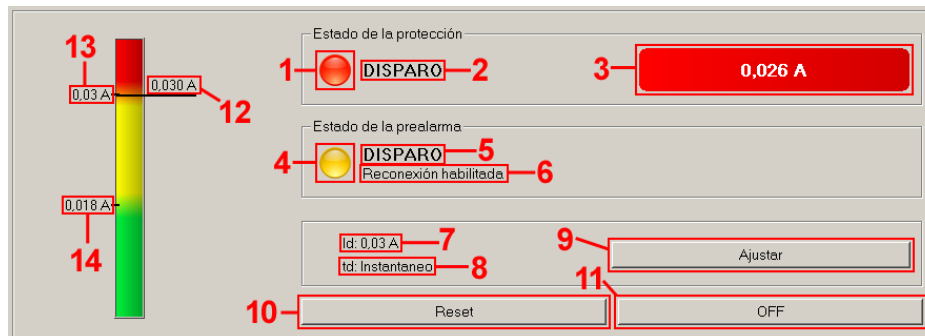 13
0,03 A
0,030 A
12
0,018 A
14
Estado de la protección
1
DISPARO
2
3
0,026 A
Estado de la prealarma
4
DISPARO
5
Reconexión habilitada
6
Id: 0,03 A
7
td: Instantaneo
8
9
Ajustar
10
Reset
11
OFF